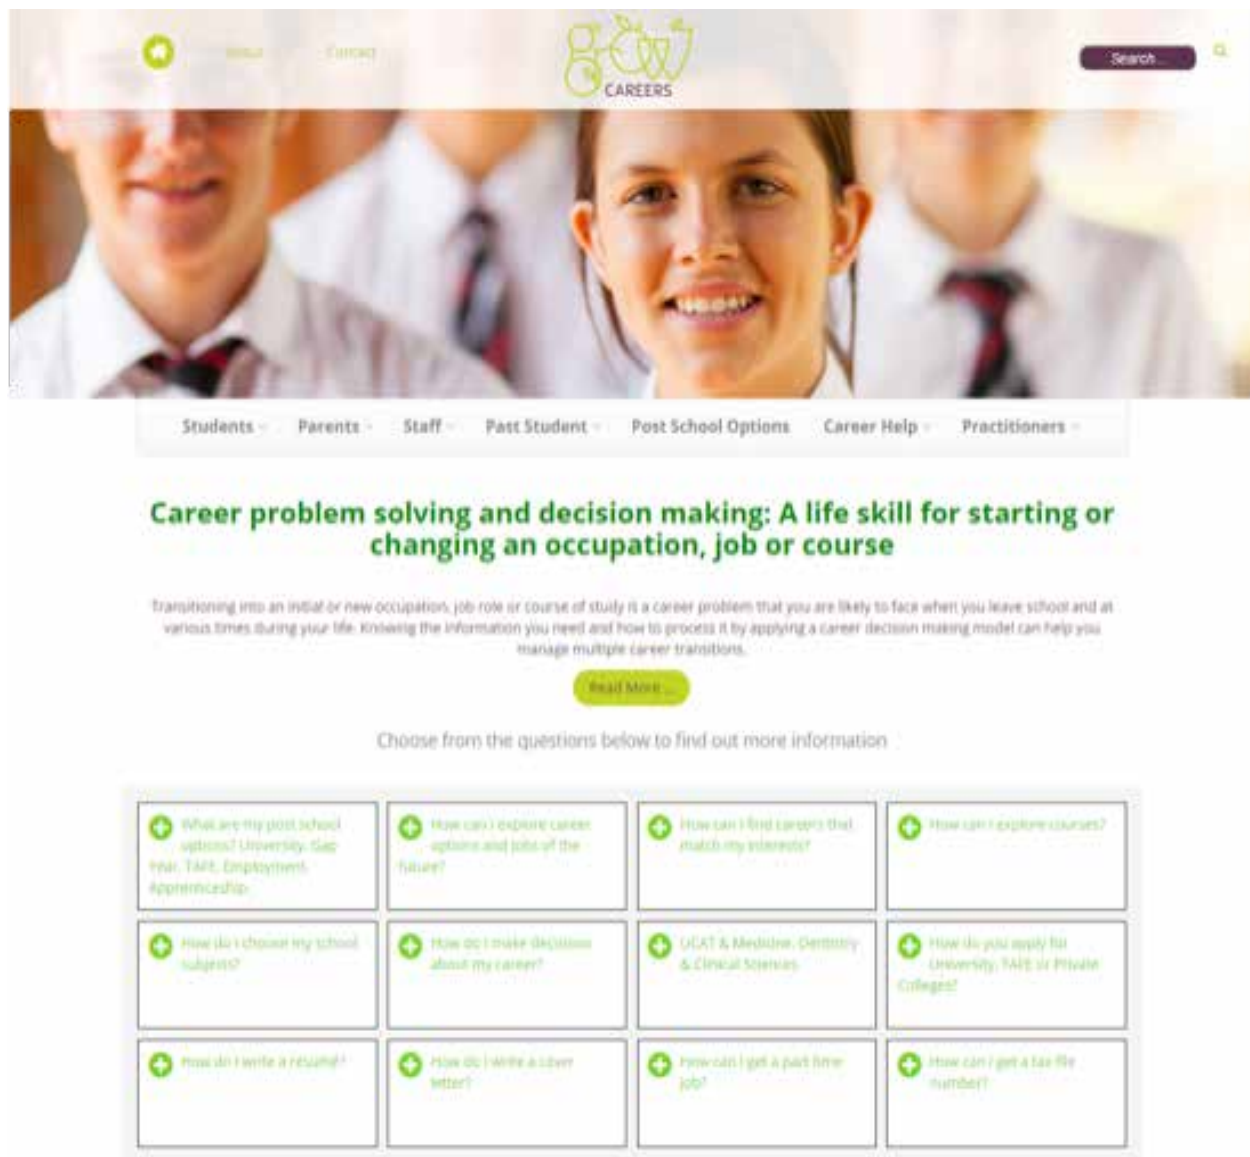 About
Contact
grow
CAREERS
Search...
Students
Parents
Staff
Past Student
Post School Options
Career Help
Practitioners
Career problem solving and decision making: A life skill for starting or
changing an occupation, job or course
Transitioning into an initial or new occupation, job role or course of study is a career problem that you are likely to face when you leave school and at
various times during your life. Knowing the information you need and how to process it by applying a career decision making model can help you
manage multiple career transitions.
Read More ...
Choose from the questions below to find out more information
What are my post school
options? University, Gap
Year, TAFE, Employment,
Apprenticeship
How can I explore career
options and jobs of the
future?
How can I find careers that
match my interests?
How can I explore courses?
How do I choose my school
subjects?
How do I make decisions
about my career?
UCAT & Medicine, Dentistry
& Clinical Sciences
How do you apply for
University, TAFE or Private
Colleges?
How do I write a résumé?
How do I write a cover
letter?
How can I get a part time
job?
How can I get a tax file
number?